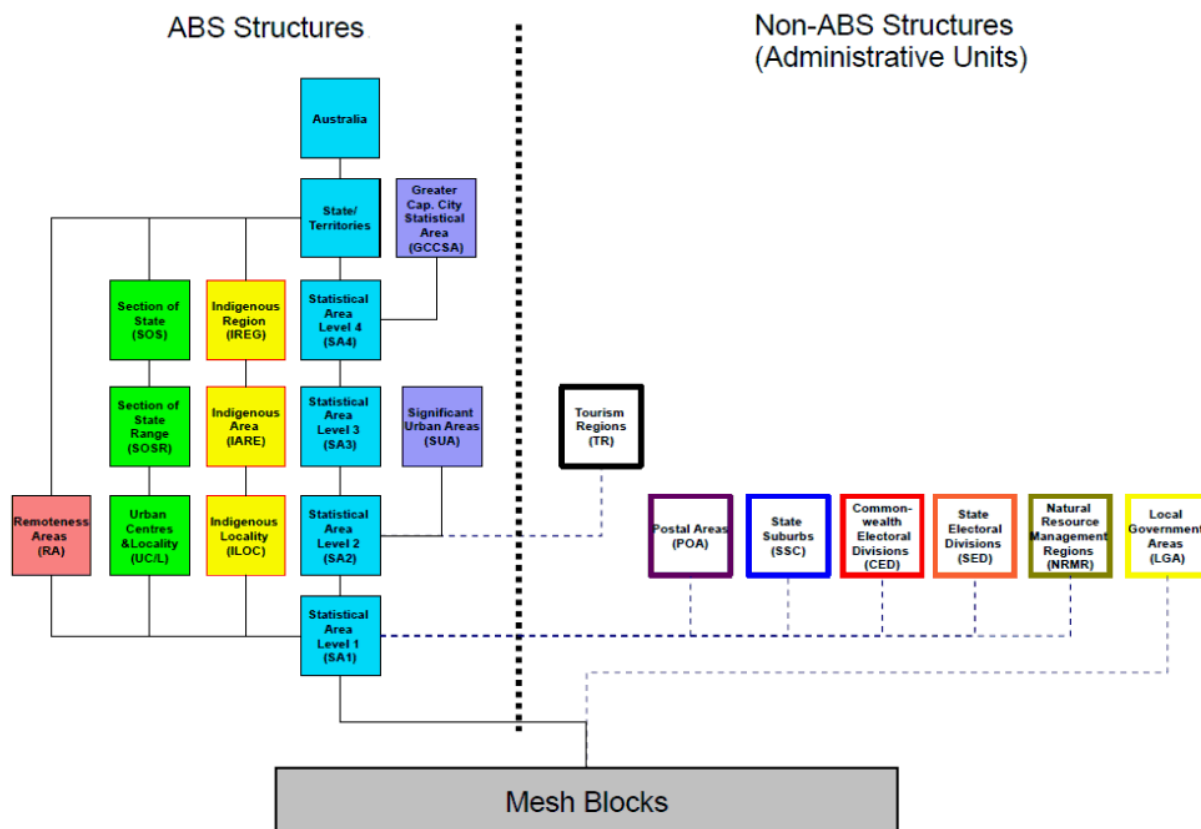 ABS Structures
Non-ABS Structures
(Administrative Units)
Australia
State/
Territories
Greater
Cap. City
Statistical
Area
(GCCSA)
Section of
State
(SOS)
Indigenous
Region
(IREG)
Statistical
Area
Level 4
(SA4)
Section of
State
Range
(SOSR)
Indigenous
Area
(IARE)
Statistical
Area
Level 3
(SA3)
Significant
Urban Areas
(SUA)
Tourism
Regions
(TR)
Remoteness
Areas
(RA)
Urban
Centres
&Locality
(UC/L)
Indigenous
Locality
(ILOC)
Statistical
Area
Level 2
(SA2)
Postal Areas
(POA)
State
Suburbs
(SSC)
Common-
wealth
Electoral
Divisions
(CED)
State
Electoral
Divisions
(SED)
Natural
Resource
Management
Regions
(NRMR)
Local
Government
Areas
(LGA)
Statistical
Area
Level 1
(SA1)
Mesh Blocks